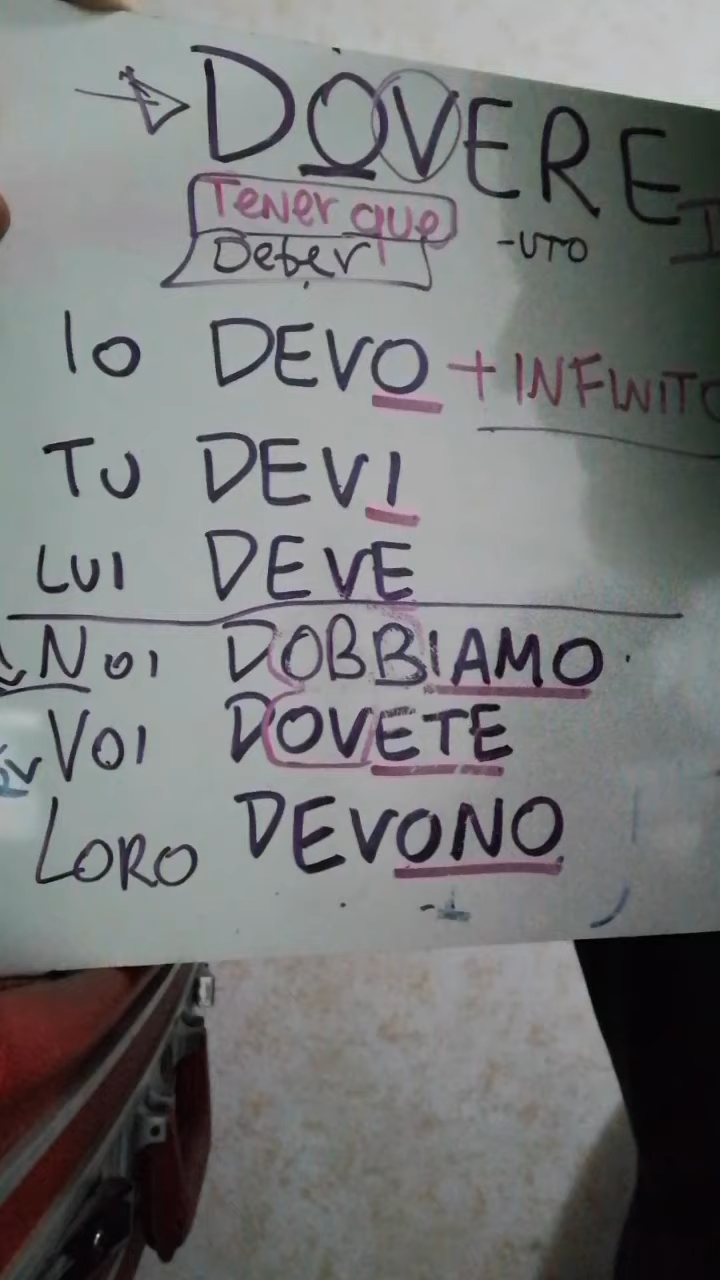 DOVERE
Tener que
Deber -UTO
IO DEVO + INFINITO
TU DEVI
LUI DEVE
NOI DOBBIAMO
VOI DOVETE
LORO DEVONO